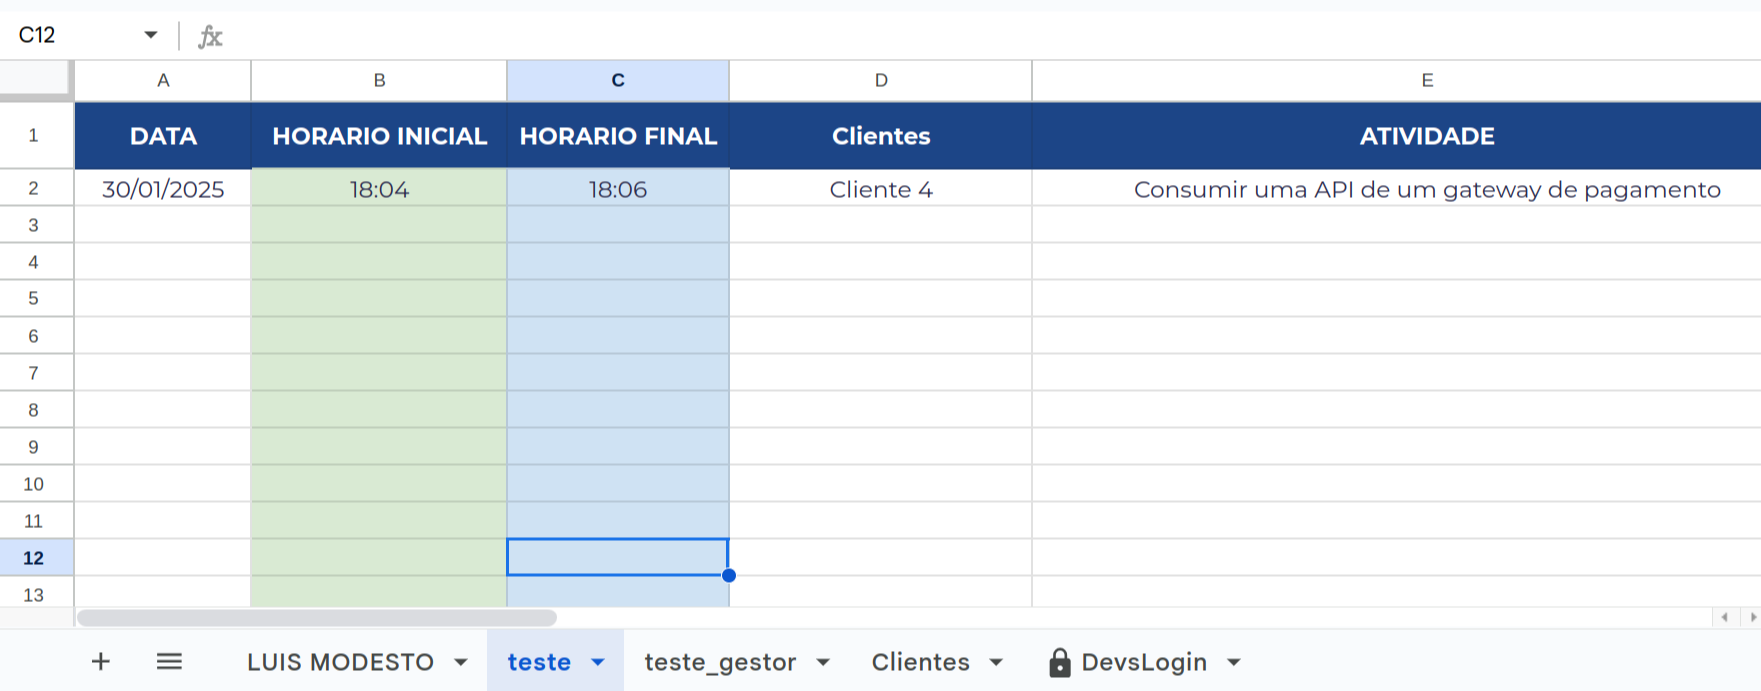 C12 fx
A B C D E
1 DATA HORARIO INICIAL HORARIO FINAL Clientes ATIVIDADE
2 30/01/2025 18:04 18:06 Cliente 4 Consumir uma API de um gateway de pagamento
3
4
5
6
7
8
9
10
11
12
13
+ LUIS MODESTO teste teste_gestor Clientes DevsLogin